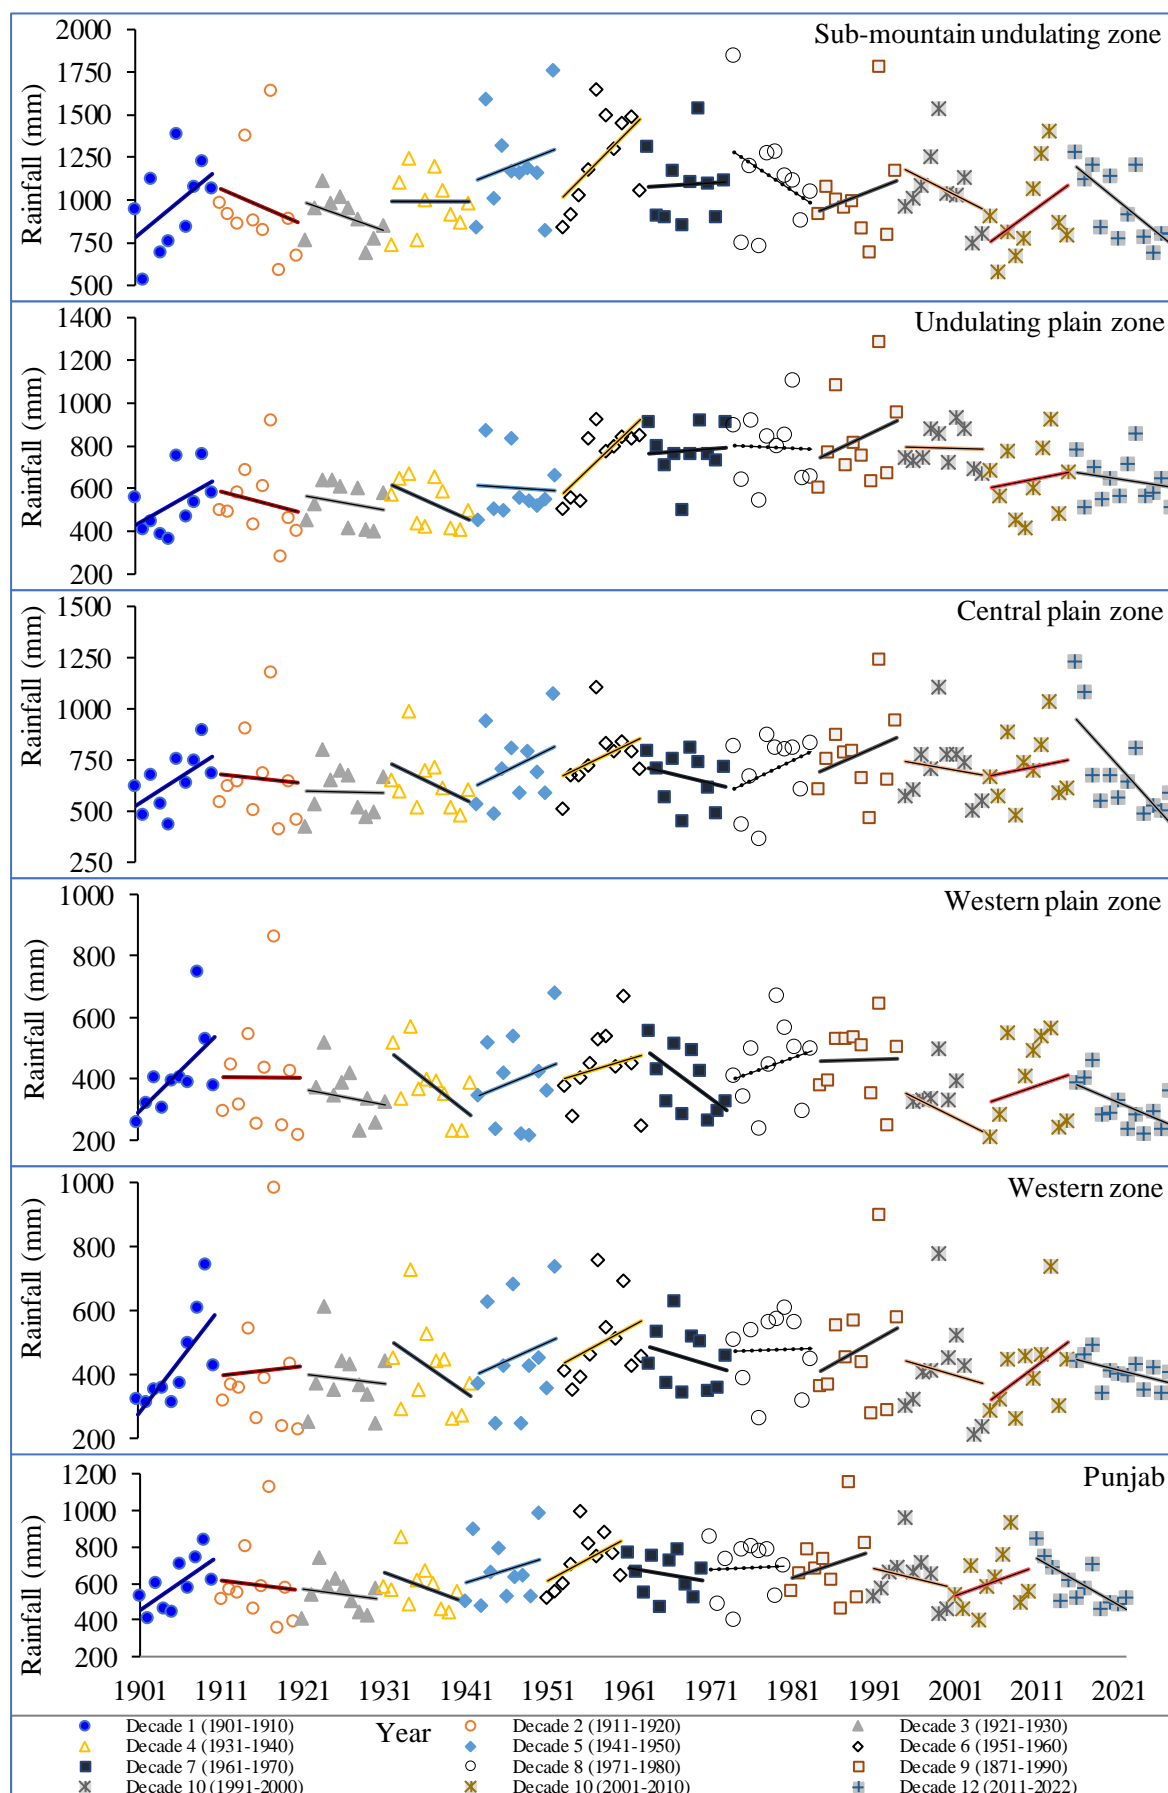 Sub-mountain undulating zone
2000
1750
1500
1250
1000
750
500
Rainfall (mm)
Undulating plain zone
1400
1200
1000
800
600
400
200
Rainfall (mm)
Central plain zone
1500
1250
1000
750
500
250
Rainfall (mm)
Western plain zone
1000
800
600
400
200
Rainfall (mm)
Western zone
1000
800
600
400
200
Rainfall (mm)
Punjab
1200
1000
800
600
400
200
Rainfall (mm)
1901 1911 1921 1931 1941 1951 1961 1971 1981 1991 2001 2011 2021
Year
Decade 1 (1901-1910) Decade 2 (1911-1920) Decade 3 (1921-1930)
Decade 4 (1931-1940) Decade 5 (1941-1950) Decade 6 (1951-1960)
Decade 7 (1961-1970) Decade 8 (1971-1980) Decade 9 (1871-1990)
Decade 10 (1991-2000) Decade 10 (2001-2010) Decade 12 (2011-2022)